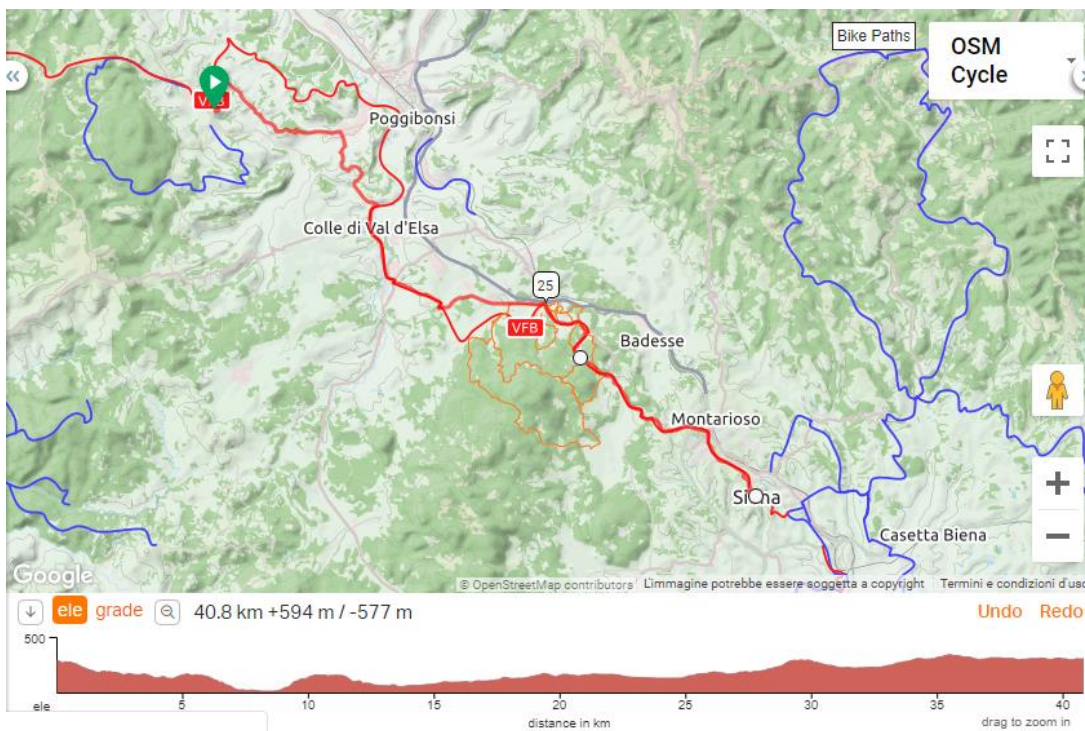 Bike Paths
OSM
Cycle
«
Poggibonsi
Colle di Val d'Elsa
25
VFB
Badesse
Montarioso
Casetta Biena
Google
© OpenStreetMap contributors L'immagine potrebbe essere soggetta a copyright Termini e condizioni d'uso
ele grade 40.8 km +594 m / -577 m Undo Redo
500
ele 5 10 15 20 25 30 35 40
distance in km drag to zoom in